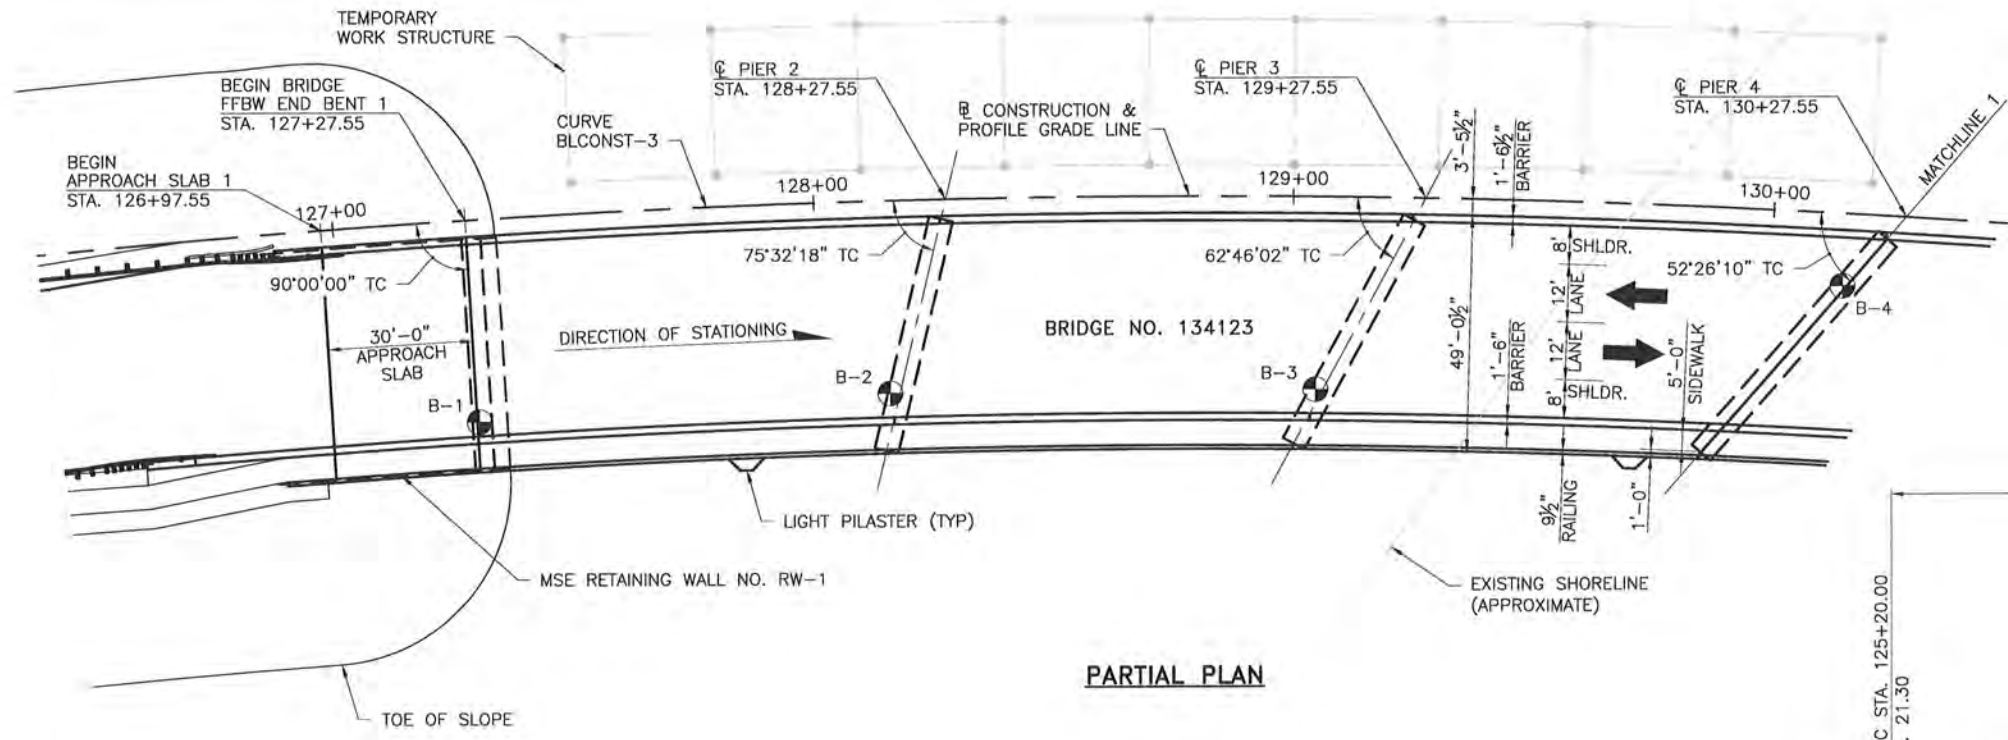 TEMPORARY
WORK STRUCTURE
BEGIN BRIDGE
FFBW END BENT 1
STA. 127+27.55
BEGIN
APPROACH SLAB 1
STA. 126+97.55
CURVE
BLCONST-3
℄ PIER 2
STA. 128+27.55
B CONSTRUCTION &
PROFILE GRADE LINE
℄ PIER 3
STA. 129+27.55
℄ PIER 4
STA. 130+27.55
MATCHLINE 1
127+00
128+00
129+00
130+00
90°00'00" TC
75°32'18" TC
62°46'02" TC
52°26'10" TC
3'-5½"
1'-6½"
BARRIER
8'
SHLDR.
12'
LANE
12'
LANE
8'
SHLDR.
49'-0½"
1'-6"
BARRIER
5'-0"
SIDEWALK
9½"
RAILING
1'-0"
30'-0"
APPROACH
SLAB
DIRECTION OF STATIONING
BRIDGE NO. 134123
B-1
B-2
B-3
B-4
LIGHT PILASTER (TYP)
MSE RETAINING WALL NO. RW-1
EXISTING SHORELINE
(APPROXIMATE)
TOE OF SLOPE
PARTIAL PLAN
C STA. 125+20.00
. 21.30